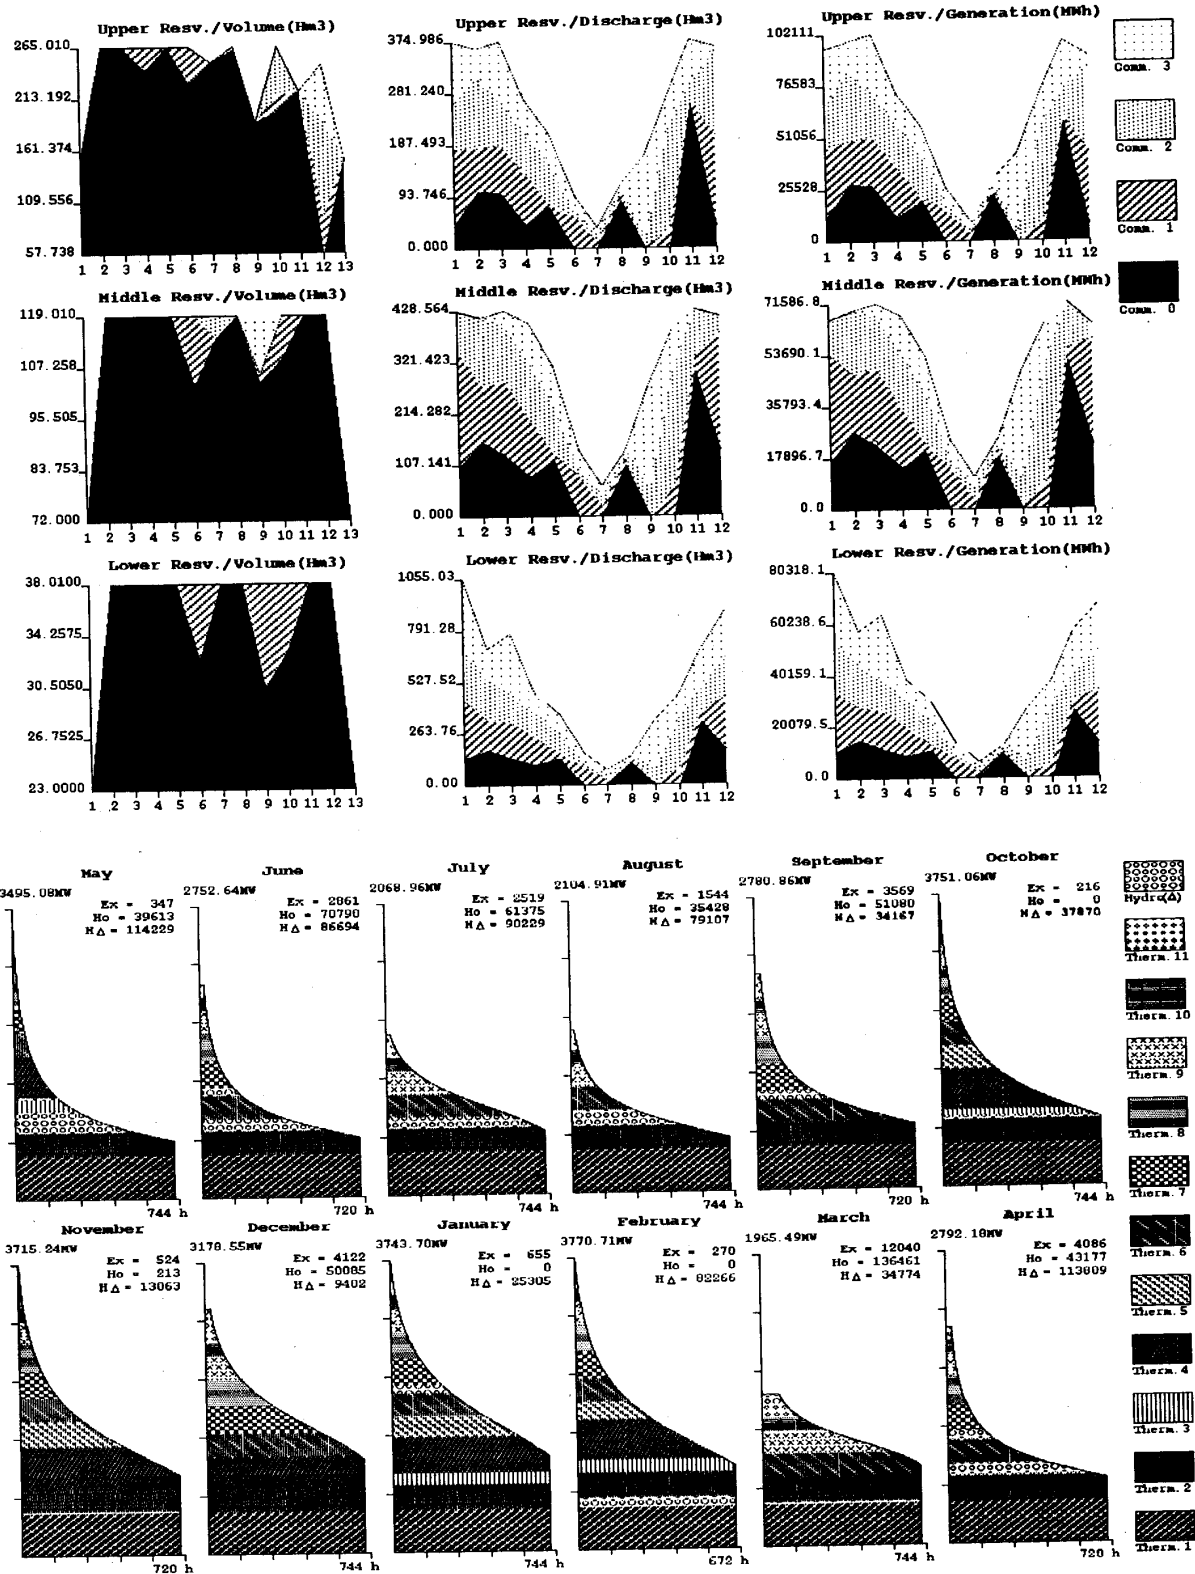 Upper Resv./Volume(Hm3)
265.010
213.192
161.374
109.556
57.738
1 2 3 4 5 6 7 8 9 10 11 12 13
Upper Resv./Discharge(Hm3)
374.986
281.240
187.493
93.746
0.000
1 2 3 4 5 6 7 8 9 10 11 12
Upper Resv./Generation(MWh)
102111
76583
51056
25528
0
1 2 3 4 5 6 7 8 9 10 11 12
Comm. 3
Comm. 2
Comm. 1
Comm. 0
Middle Resv./Volume(Hm3)
119.010
107.258
95.505
83.753
72.000
1 2 3 4 5 6 7 8 9 10 11 12 13
Middle Resv./Discharge(Hm3)
428.564
321.423
214.282
107.141
0.000
1 2 3 4 5 6 7 8 9 10 11 12
Middle Resv./Generation(MWh)
71586.8
53690.1
35793.4
17896.7
0.0
1 2 3 4 5 6 7 8 9 10 11 12
Lower Resv./Volume(Hm3)
38.0100
34.2575
30.5050
26.7525
23.0000
1 2 3 4 5 6 7 8 9 10 11 12 13
Lower Resv./Discharge(Hm3)
1055.03
791.28
527.52
263.76
0.00
1 2 3 4 5 6 7 8 9 10 11 12
Lower Resv./Generation(MWh)
80318.1
60238.6
40159.1
20079.5
0.0
1 2 3 4 5 6 7 8 9 10 11 12
May
3495.08MW
Ex = 347
Ho = 39613
HΔ = 114229
744 h
June
2752.64MW
Ex = 2861
Ho = 70790
HΔ = 86694
720 h
July
2068.96MW
Ex = 2519
Ho = 61375
HΔ = 90229
744 h
August
2104.91MW
Ex = 1544
Ho = 35428
HΔ = 79107
744 h
September
2780.86MW
Ex = 3569
Ho = 51080
HΔ = 34167
720 h
October
3751.06MW
Ex = 216
Ho = 0
HΔ = 37870
744 h
Hydro(Δ)
Therm.11
Therm.10
Therm. 9
Therm. 8
Therm. 7
Therm. 6
Therm. 5
Therm. 4
Therm. 3
Therm. 2
Therm. 1
November
3715.24MW
Ex = 524
Ho = 213
HΔ = 13063
720 h
December
3178.55MW
Ex = 4122
Ho = 50085
HΔ = 9402
744 h
January
3743.70MW
Ex = 655
Ho = 0
HΔ = 25305
744 h
February
3770.71MW
Ex = 270
Ho = 0
HΔ = 82266
672 h
March
1965.49MW
Ex = 12040
Ho = 136461
HΔ = 34774
744 h
April
2792.18MW
Ex = 4086
Ho = 43177
HΔ = 113809
720 h